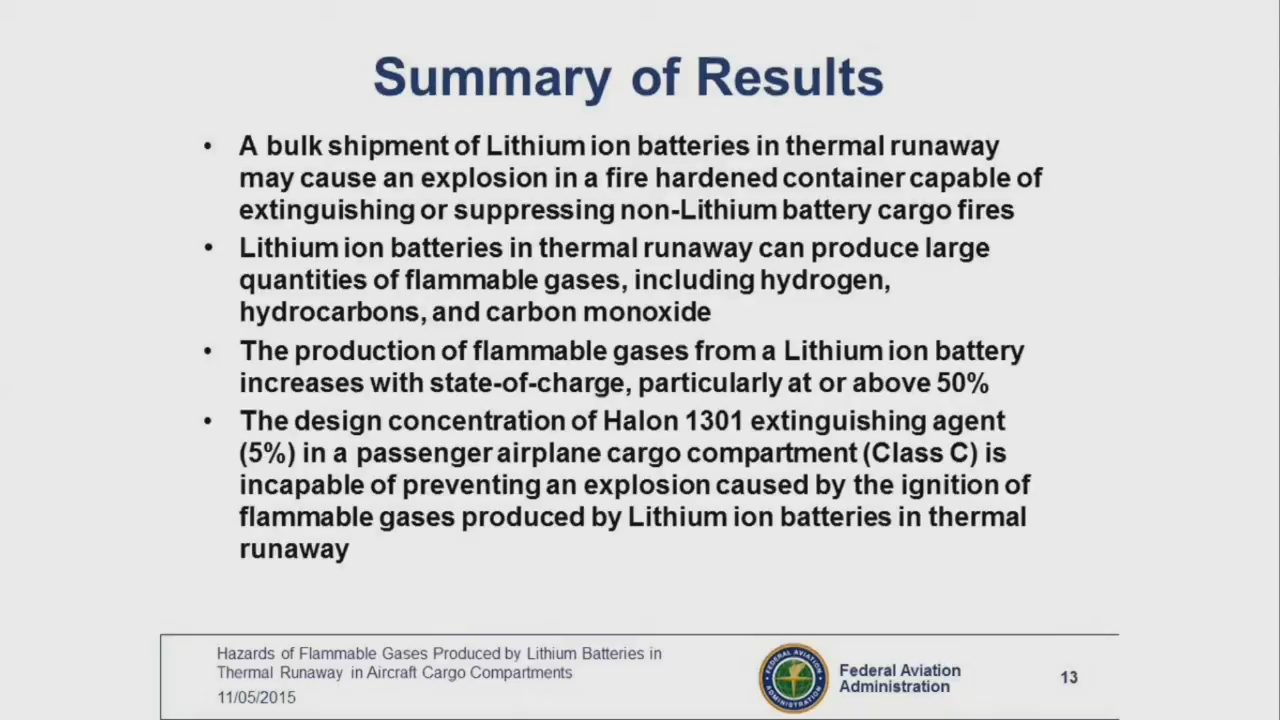 Summary of Results
• A bulk shipment of Lithium ion batteries in thermal runaway
may cause an explosion in a fire hardened container capable of
extinguishing or suppressing non-Lithium battery cargo fires
• Lithium ion batteries in thermal runaway can produce large
quantities of flammable gases, including hydrogen,
hydrocarbons, and carbon monoxide
• The production of flammable gases from a Lithium ion battery
increases with state-of-charge, particularly at or above 50%
• The design concentration of Halon 1301 extinguishing agent
(5%) in a passenger airplane cargo compartment (Class C) is
incapable of preventing an explosion caused by the ignition of
flammable gases produced by Lithium ion batteries in thermal
runaway
Hazards of Flammable Gases Produced by Lithium Batteries in
Thermal Runaway in Aircraft Cargo Compartments
11/05/2015
FEDERAL AVIATION
ADMINISTRATION
Federal Aviation
Administration
13